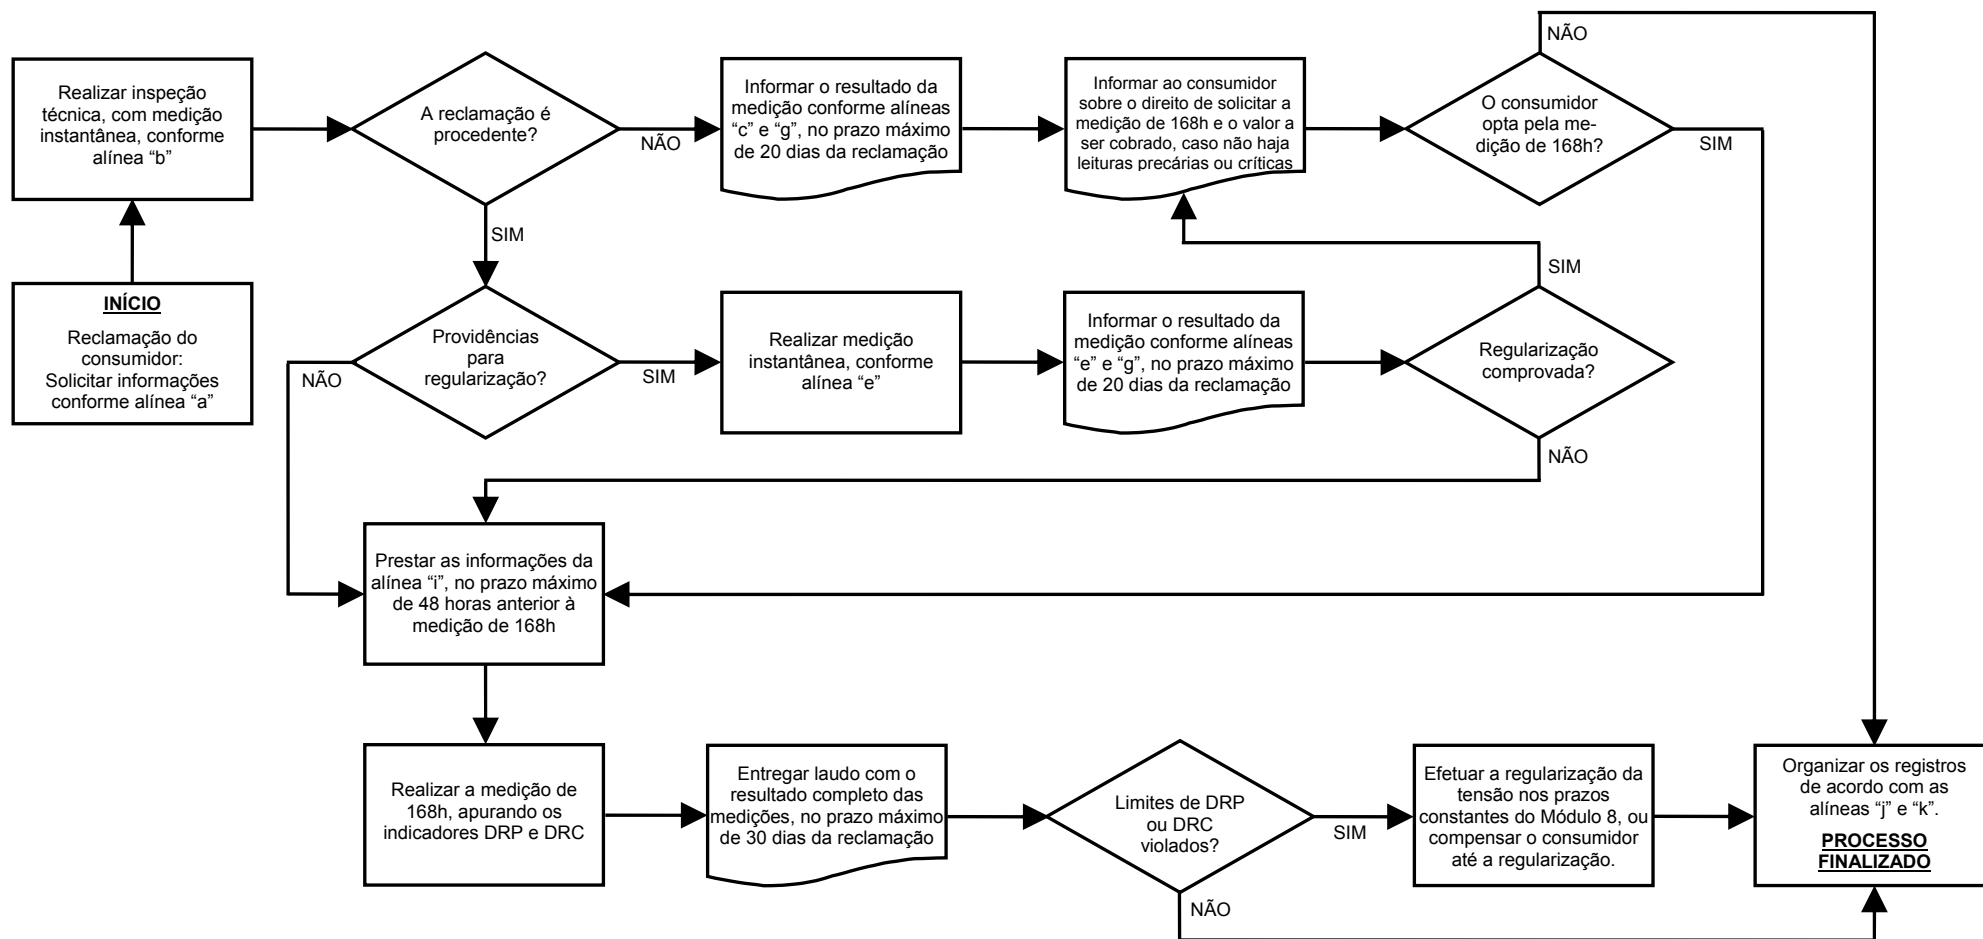 NÃO
Realizar inspeção
técnica, com medição
instantânea, conforme
alínea “b”
A reclamação é
procedente?
NÃO
SIM
Informar o resultado da
medição conforme alíneas
“c” e “g”, no prazo máximo
de 20 dias da reclamação
Informar ao consumidor
sobre o direito de solicitar a
medição de 168h e o valor a
ser cobrado, caso não haja
leituras precárias ou críticas
O consumidor
opta pela me-
dição de 168h?
SIM
INÍCIO
Reclamação do
consumidor:
Solicitar informações
conforme alínea “a”
Providências
para
regularização?
NÃO
SIM
Realizar medição
instantânea, conforme
alínea “e”
Informar o resultado da
medição conforme alíneas
“e” e “g”, no prazo máximo
de 20 dias da reclamação
SIM
Regularização
comprovada?
NÃO
Prestar as informações da
alínea “i”, no prazo máximo
de 48 horas anterior à
medição de 168h
Realizar a medição de
168h, apurando os
indicadores DRP e DRC
Entregar laudo com o
resultado completo das
medições, no prazo máximo
de 30 dias da reclamação
Limites de DRP
ou DRC
violados?
SIM
NÃO
Efetuar a regularização da
tensão nos prazos
constantes do Módulo 8, ou
compensar o consumidor
até a regularização.
Organizar os registros
de acordo com as
alíneas “j” e “k”.
PROCESSO
FINALIZADO